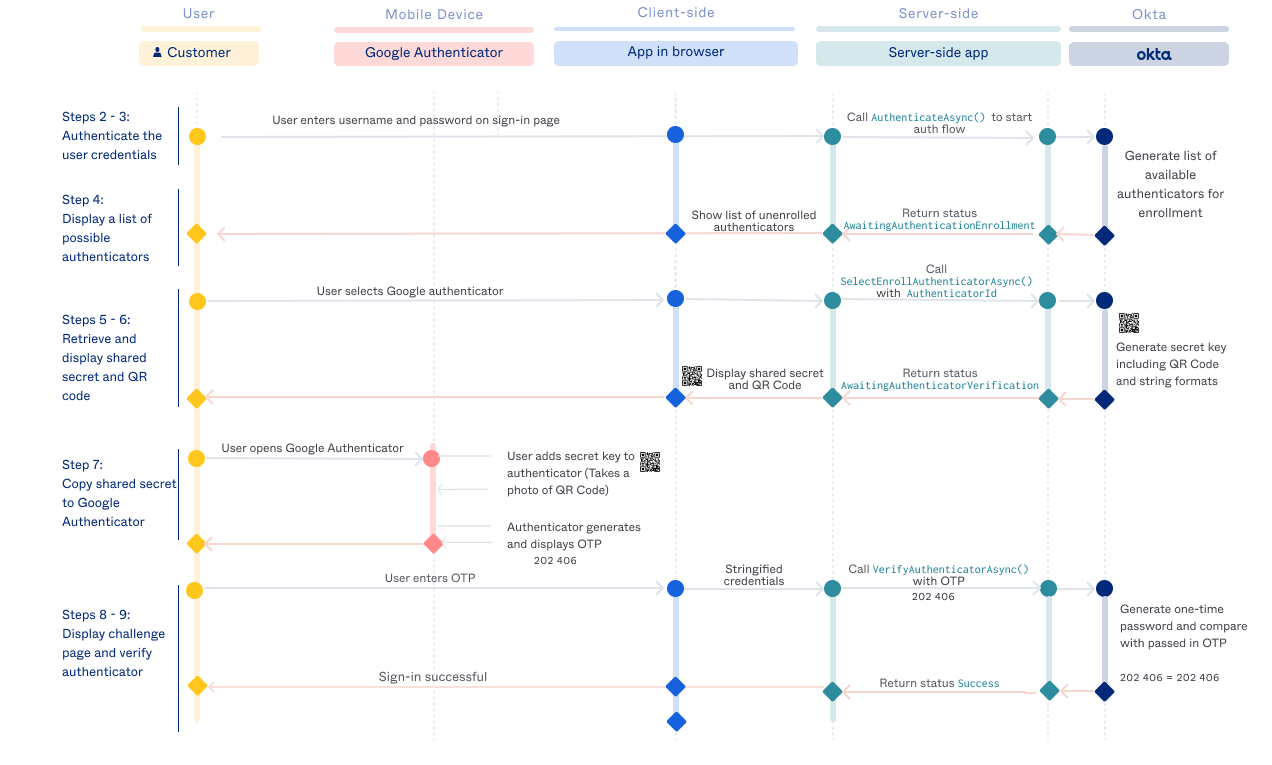 User
Mobile Device
Client-side
Server-side
Okta
Customer
Google Authenticator
App in browser
Server-side app
okta
Steps 2 - 3:
Authenticate the
user credentials
User enters username and password on sign-in page
Call AuthenticateAsync() to start
auth flow
Generate list of
available
authenticators for
enrollment
Step 4:
Display a list of
possible
authenticators
Show list of unenrolled
authenticators
Return status
AwaitingAuthenticationEnrollment
Steps 5 - 6:
Retrieve and
display shared
secret and QR
code
User selects Google authenticator
Call
SelectEnrollAuthenticatorAsync()
with AuthenticatorId
Generate secret key
including QR Code
and string formats
Display shared secret
and QR Code
Return status
AwaitingAuthenticatorVerification
Step 7:
Copy shared secret
to Google
Authenticator
User opens Google Authenticator
User adds secret key to
authenticator (Takes a
photo of QR Code)
Authenticator generates
and displays OTP
202 406
Steps 8 - 9:
Display challenge
page and verify
authenticator
User enters OTP
Stringified
credentials
Call VerifyAuthenticatorAsync()
with OTP
202 406
Generate one-time
password and compare
with passed in OTP
202 406 = 202 406
Sign-in successful
Return status Success